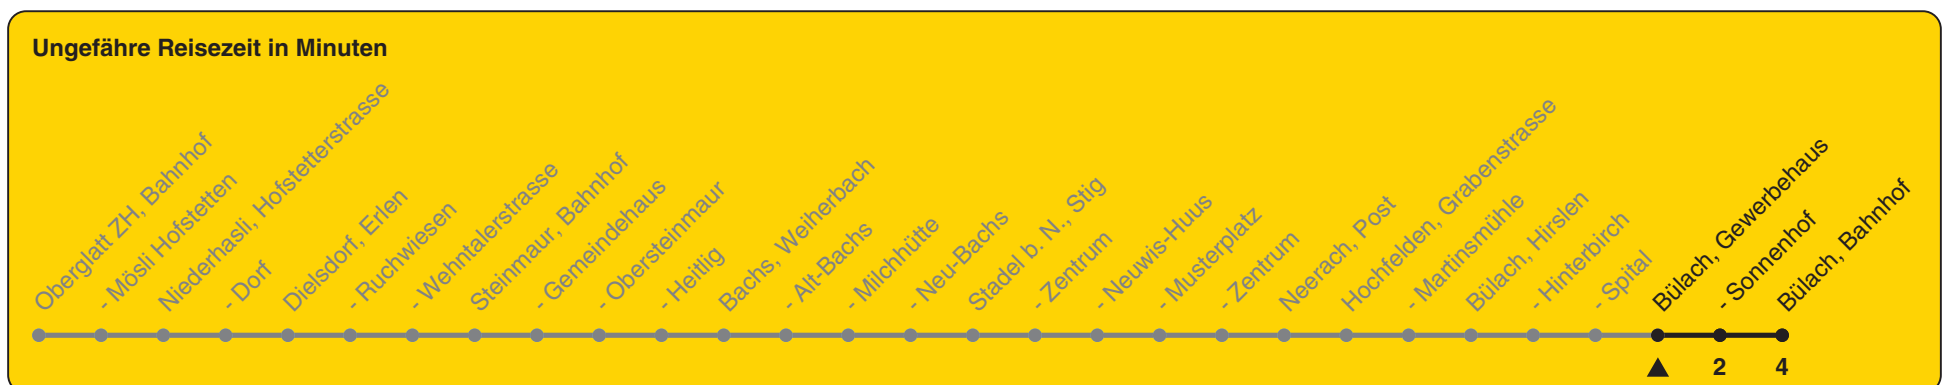 Ungefähre Reisezeit in Minuten
Oberglatt ZH, Bahnhof
- Mösli Hofstetten
Niederhasli, Hofstetterstrasse
- Dorf
Dielsdorf, Erlen
- Ruchwiesen
- Wehntalerstrasse
Steinmaur, Bahnhof
- Gemeindehaus
- Obersteinmaur
- Heitlig
Bachs, Weiherbach
- Alt-Bachs
- Milchhütte
- Neu-Bachs
Stadel b. N., Stig
- Zentrum
- Neuwis-Huus
- Musterplatz
- Zentrum
Neerach, Post
Hochfelden, Grabenstrasse
- Martinsmühle
Bülach, Hirslen
- Hinterbirch
- Spital
Bülach, Gewerbehaus
- Sonnenhof
Bülach, Bahnhof
2 4